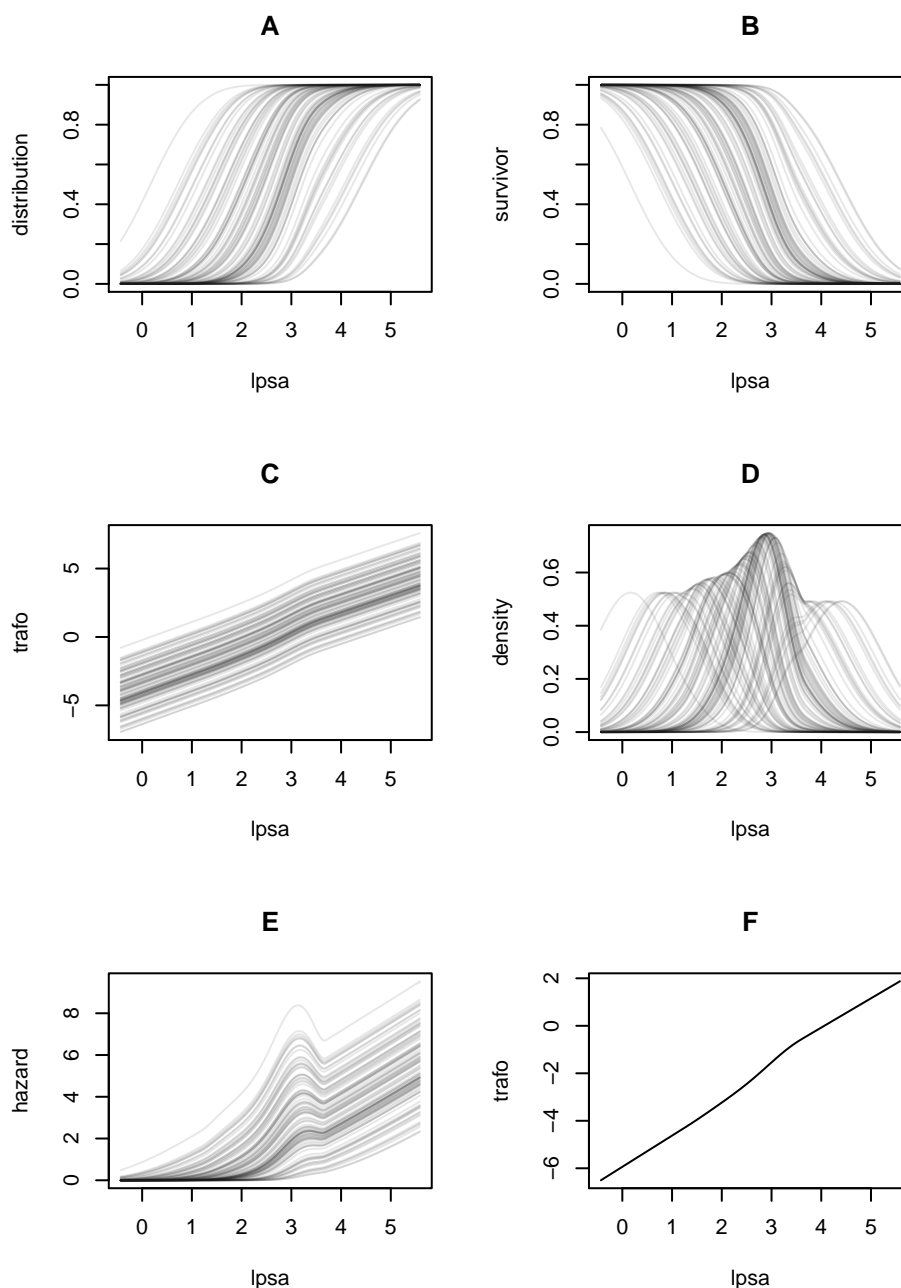 A
distribution
0.0 0.4 0.8
0 1 2 3 4 5
lpsa
B
survivor
0.0 0.4 0.8
0 1 2 3 4 5
lpsa
C
trafo
−5 0 5
0 1 2 3 4 5
lpsa
D
density
0.0 0.2 0.4 0.6
0 1 2 3 4 5
lpsa
E
hazard
0 2 4 6 8
0 1 2 3 4 5
lpsa
F
trafo
−6 −4 −2 0 2
0 1 2 3 4 5
lpsa